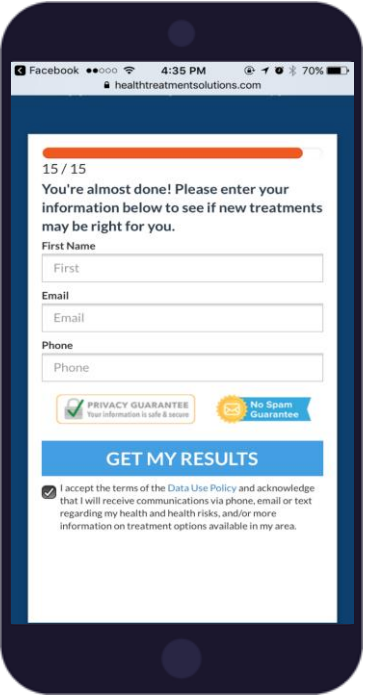 Facebook 4:35 PM 70%
healthtreatmentsolutions.com
15 / 15
You're almost done! Please enter your
information below to see if new treatments
may be right for you.
First Name
First
Email
Email
Phone
Phone
PRIVACY GUARANTEE
Your information is safe & secure
No Spam
Guarantee
GET MY RESULTS
I accept the terms of the Data Use Policy and acknowledge
that I will receive communications via phone, email or text
regarding my health and health risks, and/or more
information on treatment options available in my area.